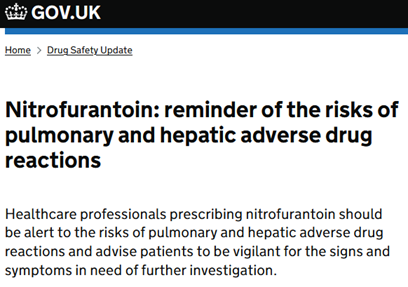 GOV.UK
Home > Drug Safety Update
Nitrofurantoin: reminder of the risks of
pulmonary and hepatic adverse drug
reactions
Healthcare professionals prescribing nitrofurantoin should
be alert to the risks of pulmonary and hepatic adverse drug
reactions and advise patients to be vigilant for the signs and
symptoms in need of further investigation.